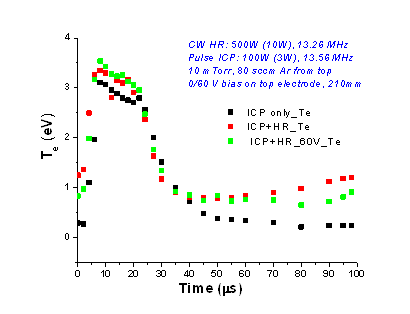 CW HR: 500W (10W), 13.26 MHz
Pulse ICP: 100W (3W), 13.56 MHz
10 mTorr, 80 sccm Ar from top
0/60 V bias on top electrode, 210mm
ICP only_Te
ICP+HR_Te
ICP+HR_60V_Te
Te (eV)
4
3
2
1
0
0 10 20 30 40 50 60 70 80 90 100
Time (µs)